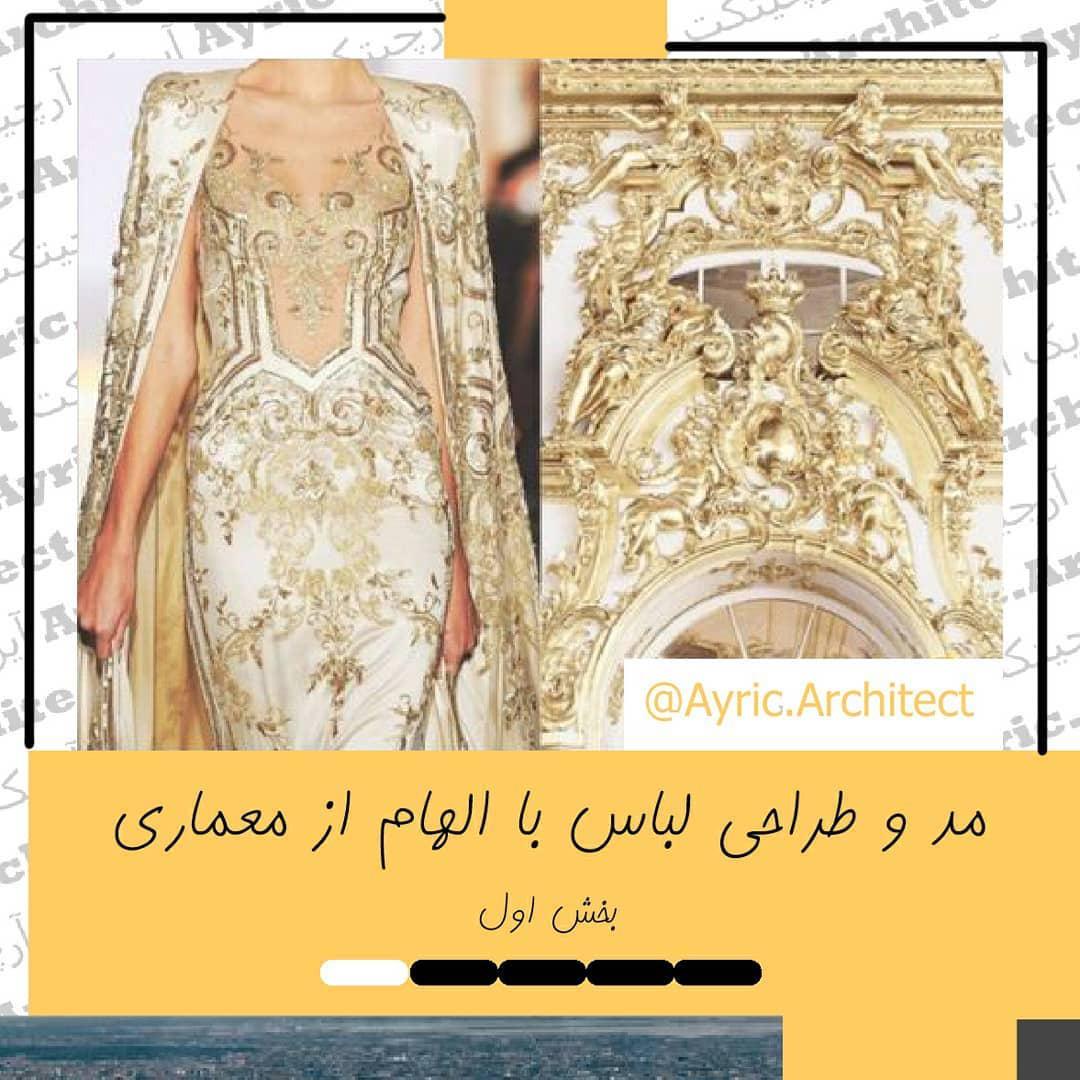 @Ayric.Architect
مد و طراحی لباس با الهام از معماری
بخش اول